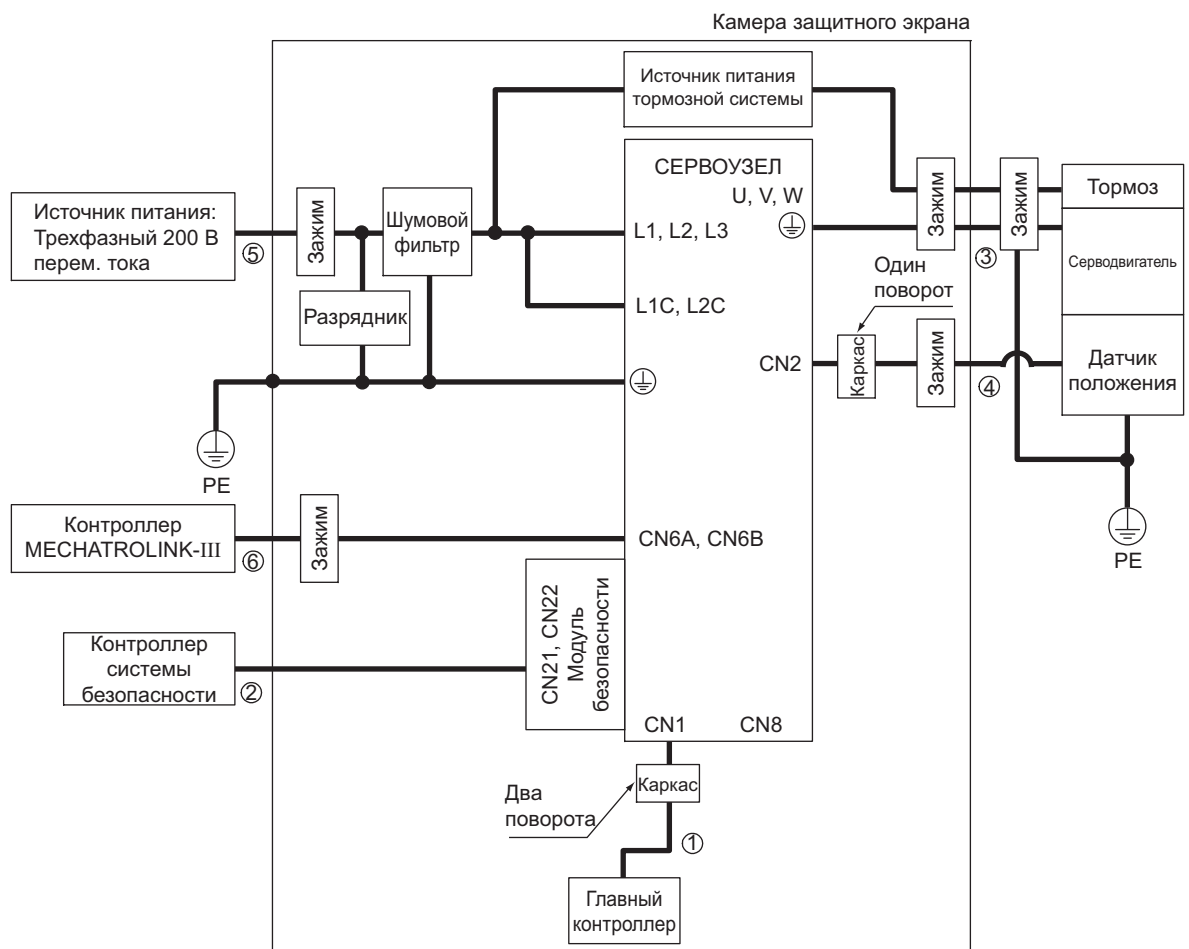 Камера защитного экрана
Источник питания
тормозной системы
СЕРВОУЗЕЛ
U, V, W
Источник питания:
Трехфазный 200 В
перем. тока
⑤
Зажим
Шумовой
фильтр
L1, L2, L3
Зажим
Зажим
③
Тормоз
Серводвигатель
Разрядник
L1C, L2C
Один
поворот
CN2
Каркас
Зажим
④
Датчик
положения
PE
PE
Контроллер
MECHATROLINK-III
⑥
Зажим
CN6A, CN6B
Контроллер
системы
безопасности
②
CN21, CN22
Модуль
безопасности
CN1
CN8
Два
поворота
Каркас
①
Главный
контроллер